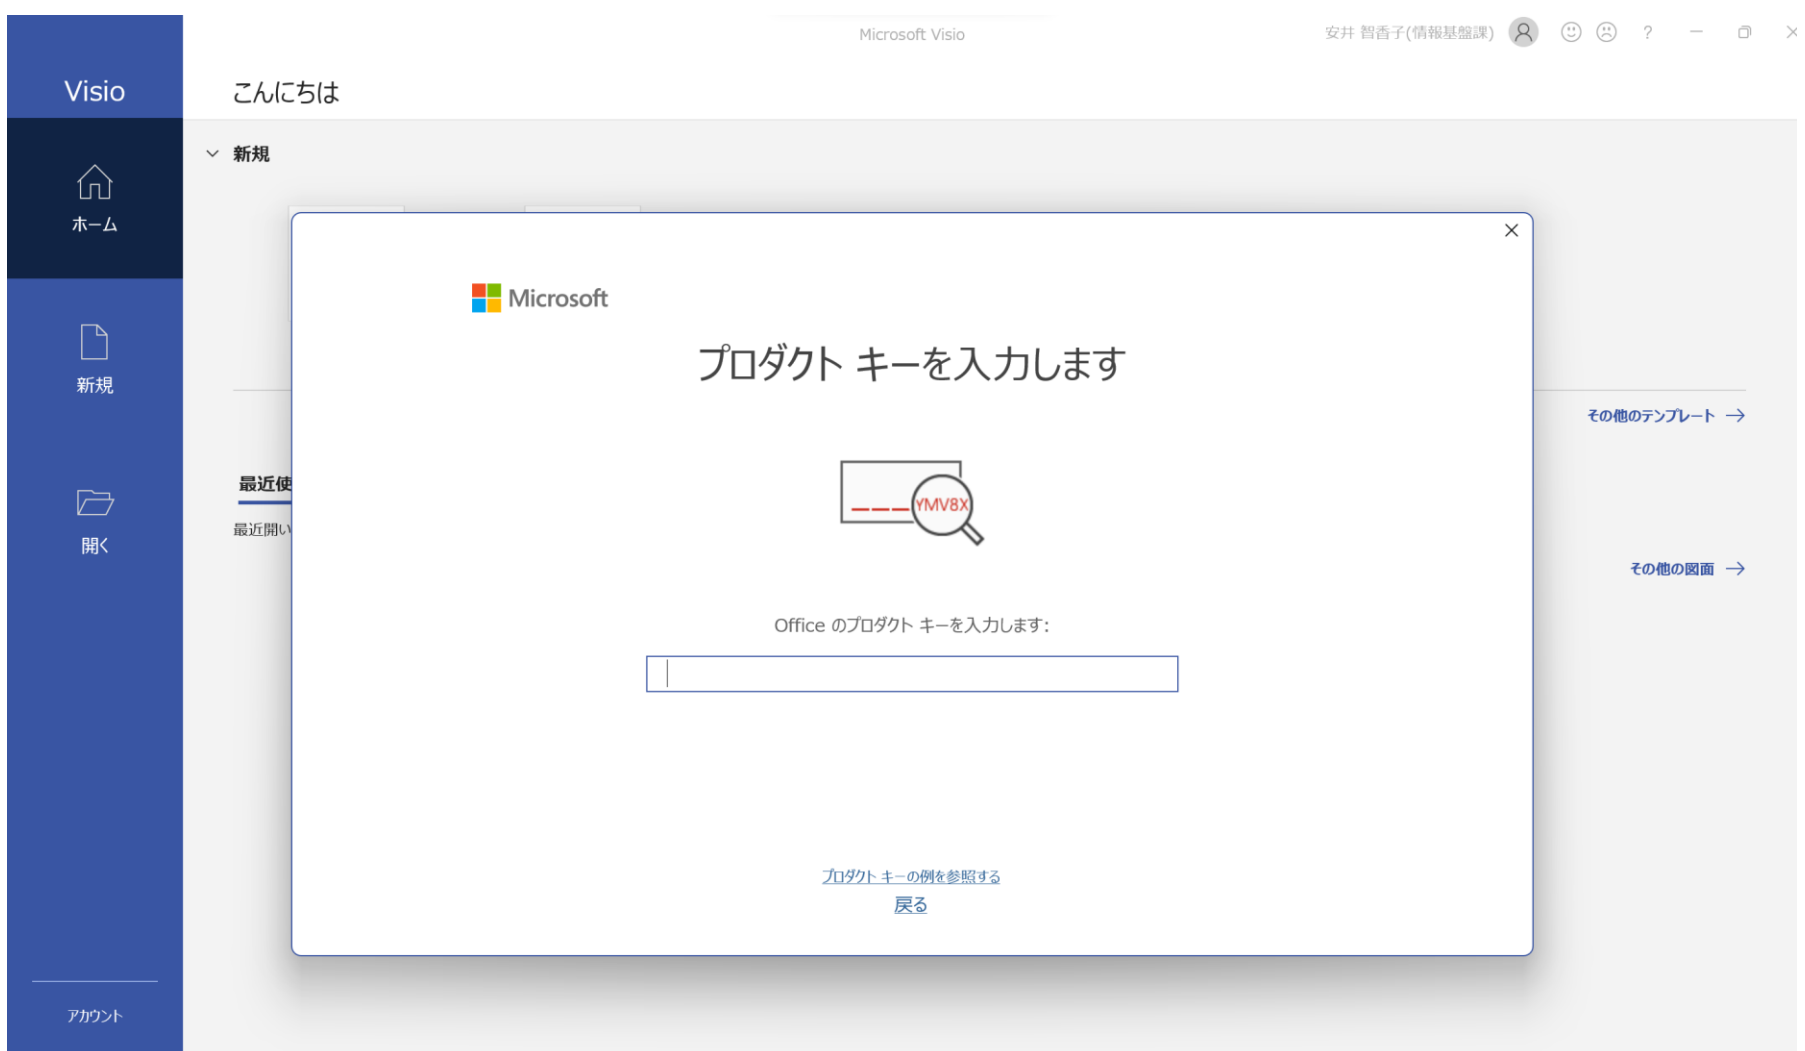 Microsoft Visio
安井 智香子(情報基盤課)
?
Visio
こんにちは
新規
ホーム
Microsoft
プロダクト キーを入力します
新規
その他のテンプレート
最近使
YMV8X
最近開い
開く
その他の図面
Office のプロダクト キーを入力します:
プロダクト キーの例を参照する
戻る
アカウント